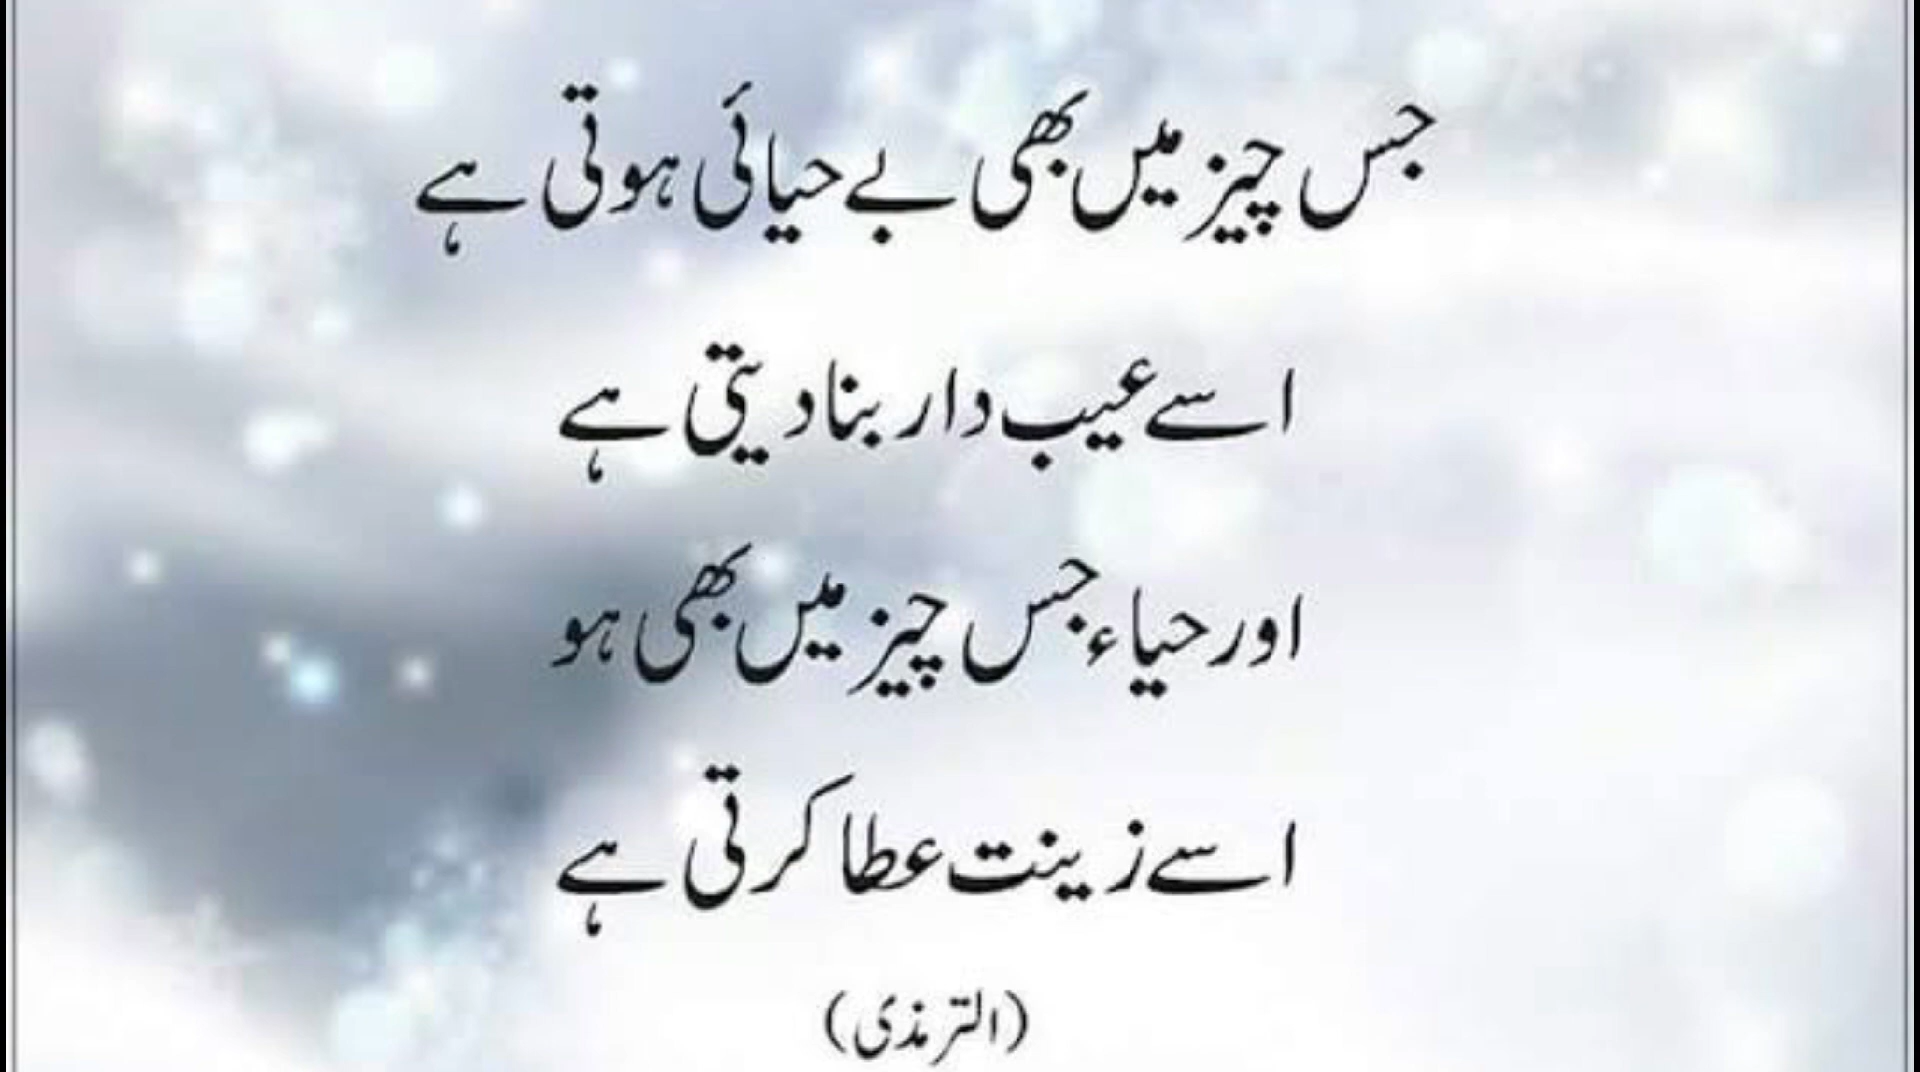 جس چیز میں بھی بے حیائی ہوتی ہے
اسے عیب دار بنا دیتی ہے
اور حیاء جس چیز میں بھی ہو
اسے زینت عطا کرتی ہے
(الترمذی)